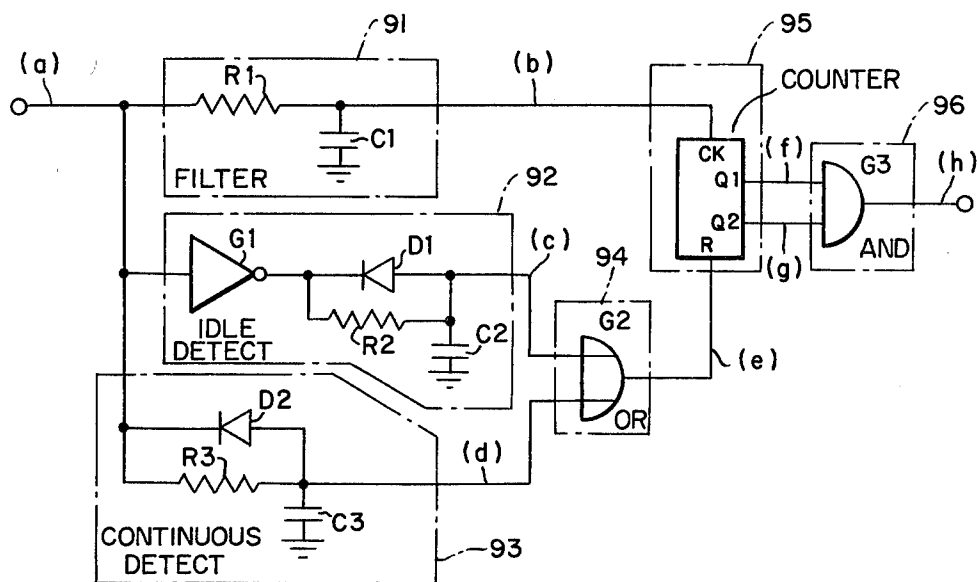 91
95
(a)
(b)
COUNTER
96
R1
C1
FILTER
CK
Q1
Q2
R
(f)
(g)
G3
AND
(h)
92
G1
D1
(c)
94
R2
C2
IDLE
DETECT
G2
OR
(e)
D2
R3
(d)
C3
CONTINUOUS
DETECT
93